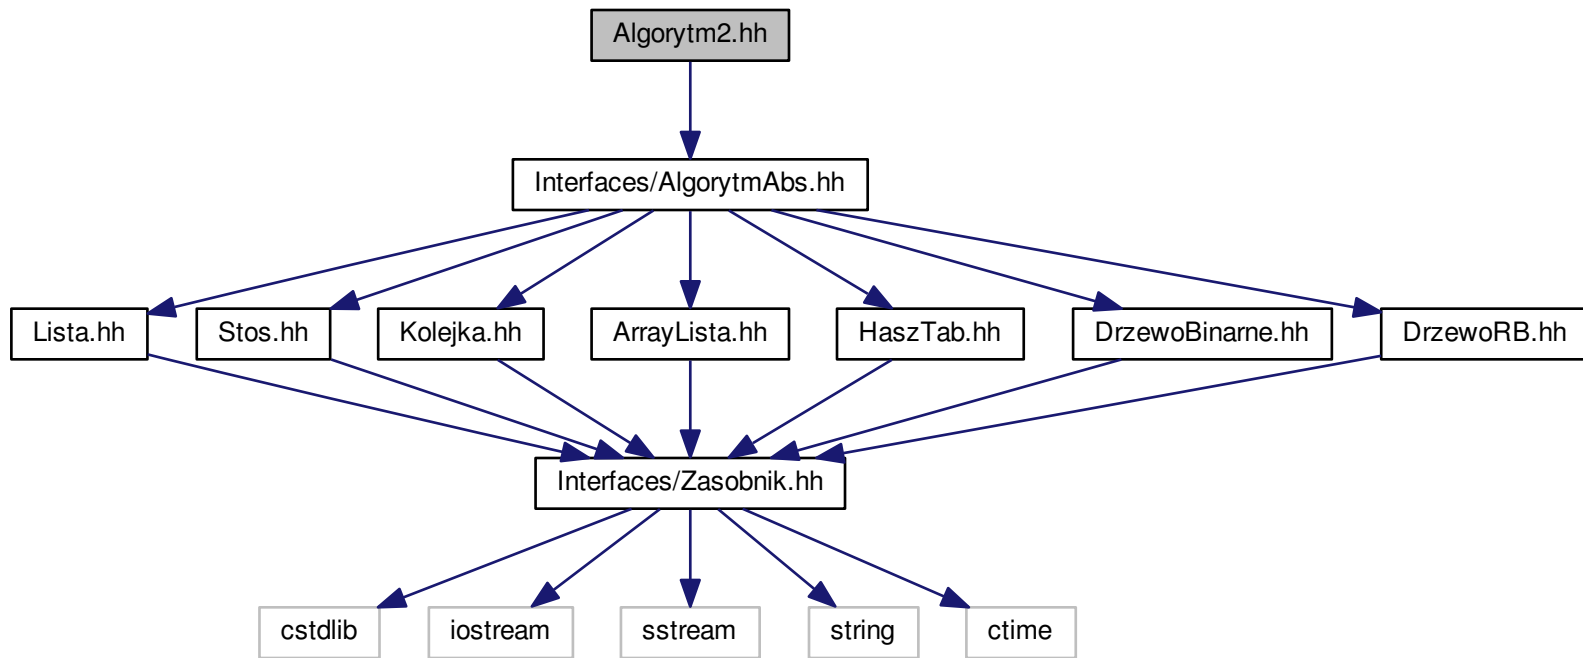 Algorytm2.hh
Interfaces/AlgorytmAbs.hh
Lista.hh
Stos.hh
Kolejka.hh
ArrayLista.hh
HaszTab.hh
DrzewoBinarne.hh
DrzewoRB.hh
Interfaces/Zasobnik.hh
cstdlib
iostream
sstream
string
ctime